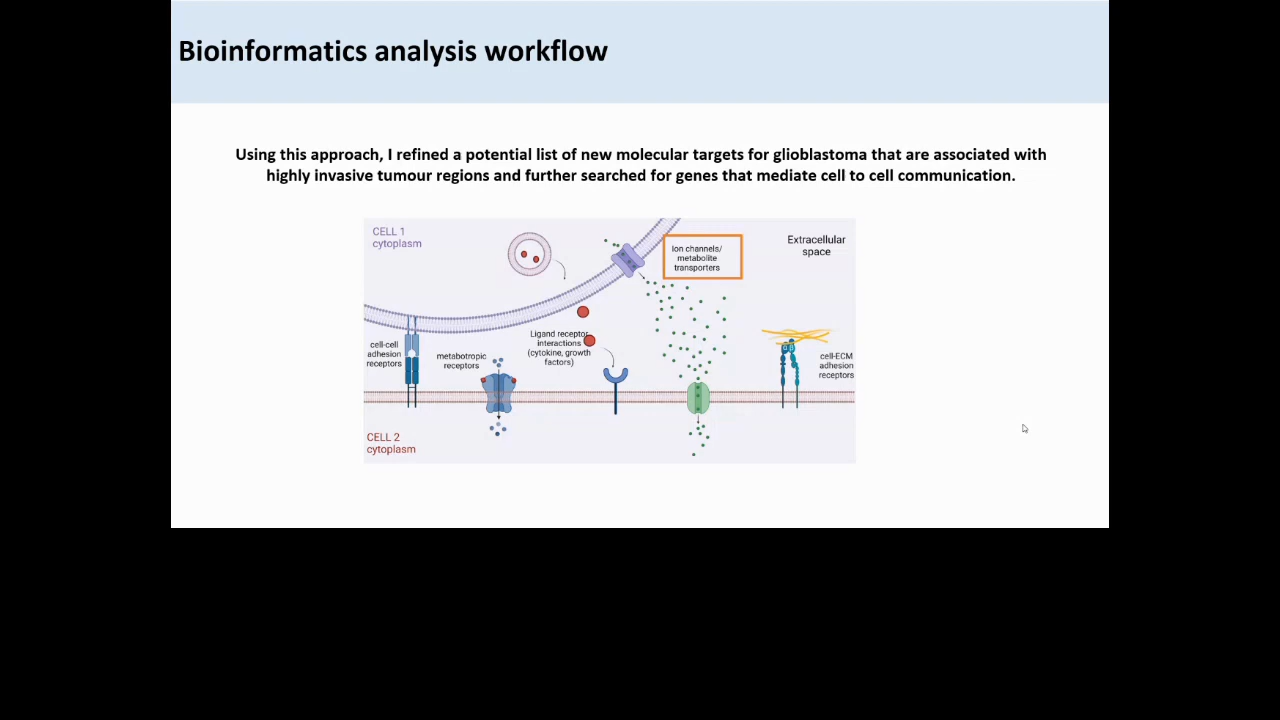 Bioinformatics analysis workflow
Using this approach, I refined a potential list of new molecular targets for glioblastoma that are associated with
highly invasive tumour regions and further searched for genes that mediate cell to cell communication.
CELL 1
cytoplasm
Ion channels/
metabolite
transporters
Extracellular
space
cell-cell
adhesion
receptors
metabotropic
receptors
Ligand receptor
interactions
(cytokine, growth
factors)
cell-ECM
adhesion
receptors
CELL 2
cytoplasm